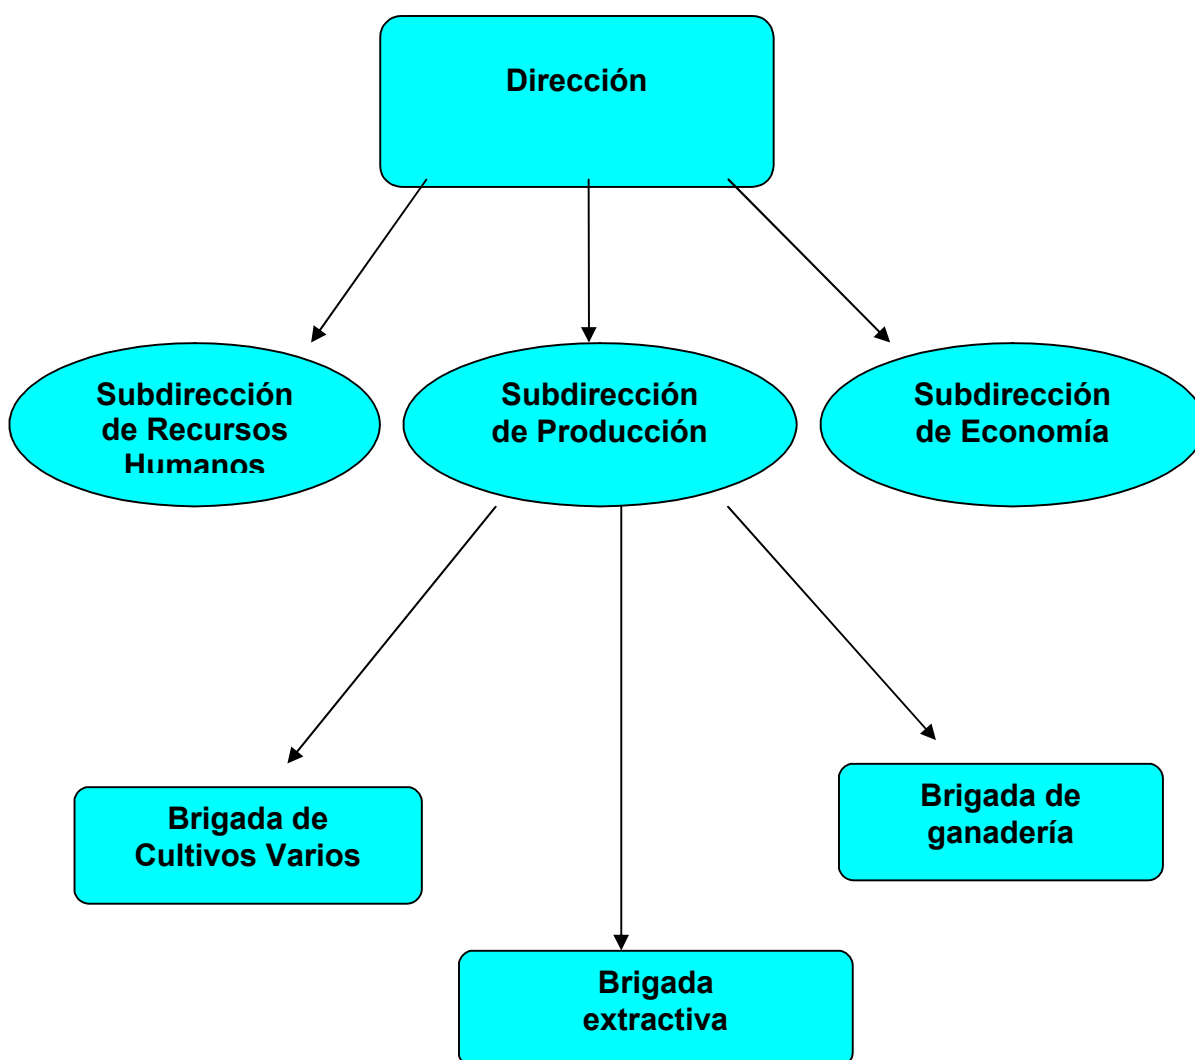 Dirección
Subdirección
de Recursos
Humanos
Subdirección
de Producción
Subdirección
de Economía
Brigada de
Cultivos Varios
Brigada de
ganadería
Brigada
extractiva